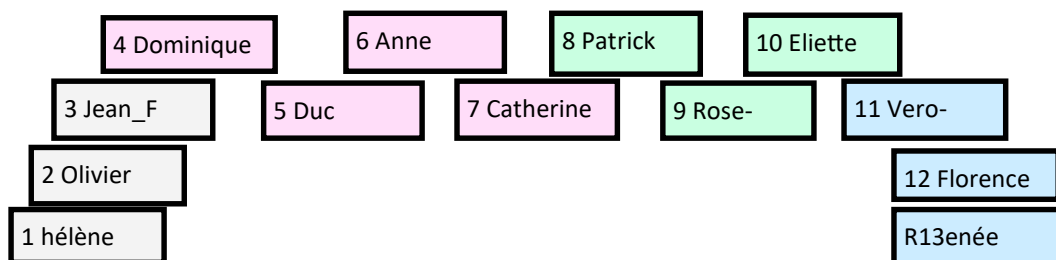 4 Dominique
6 Anne
8 Patrick
10 Eliette
3 Jean_F
5 Duc
7 Catherine
9 Rose-
11 Vero-
2 Olivier
12 Florence
1 hélène
R13enée